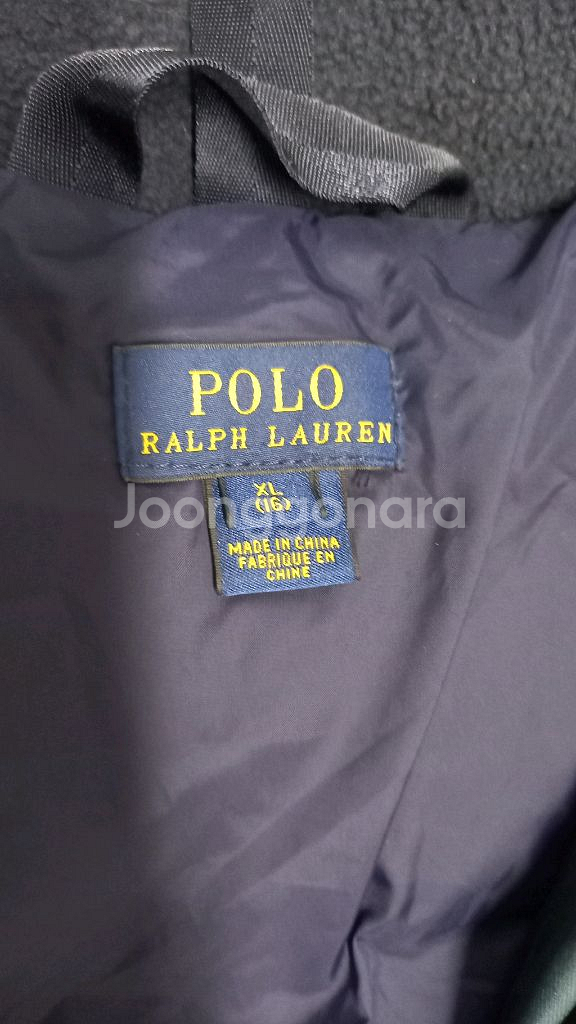 POLO
RALPH LAUREN
XL
(16)
Joonggonara
MADE IN CHINA
FABRIQUE EN
CHINE